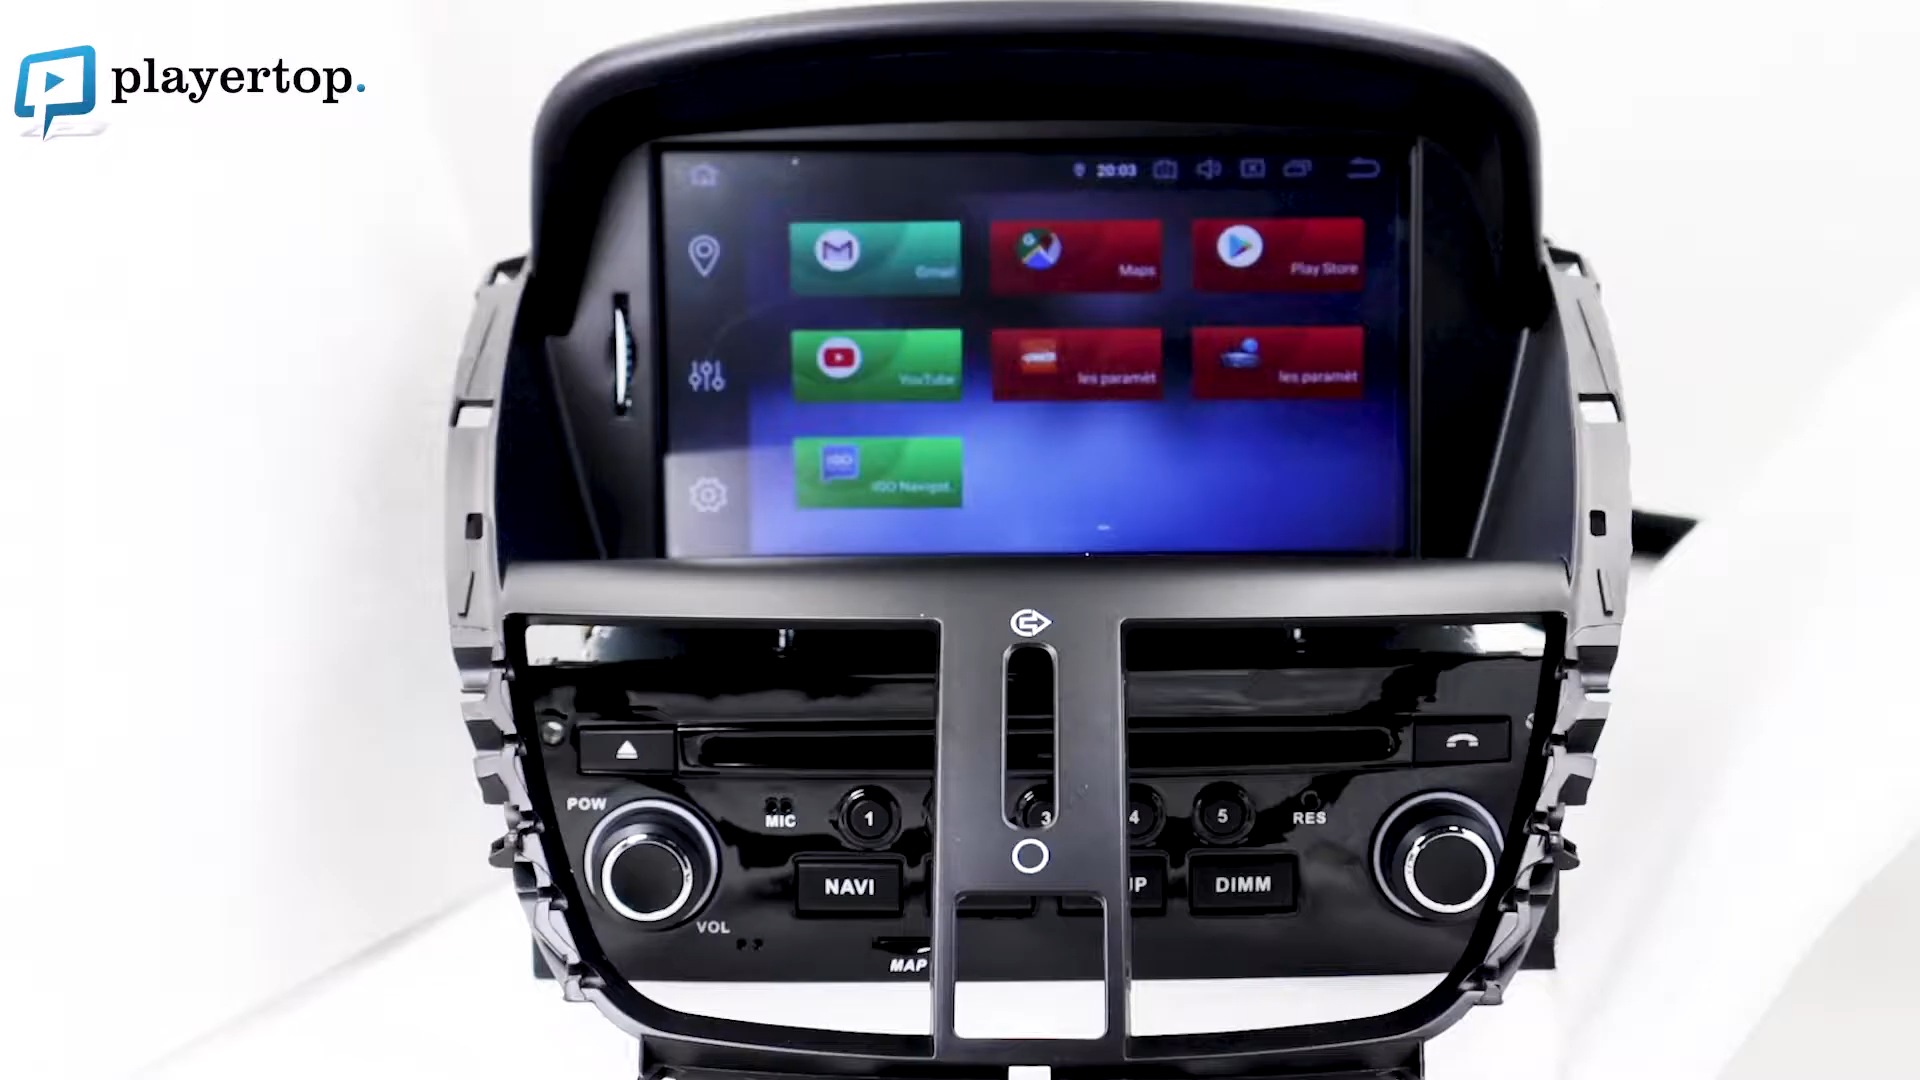 playertop.
20:03
Gmail
Maps
Play Store
YouTube
les paramèt
les paramèt
iGO Navigat.
POW
MIC
1
3
4
5
RES
NAVI
UP
DIMM
VOL
MAP